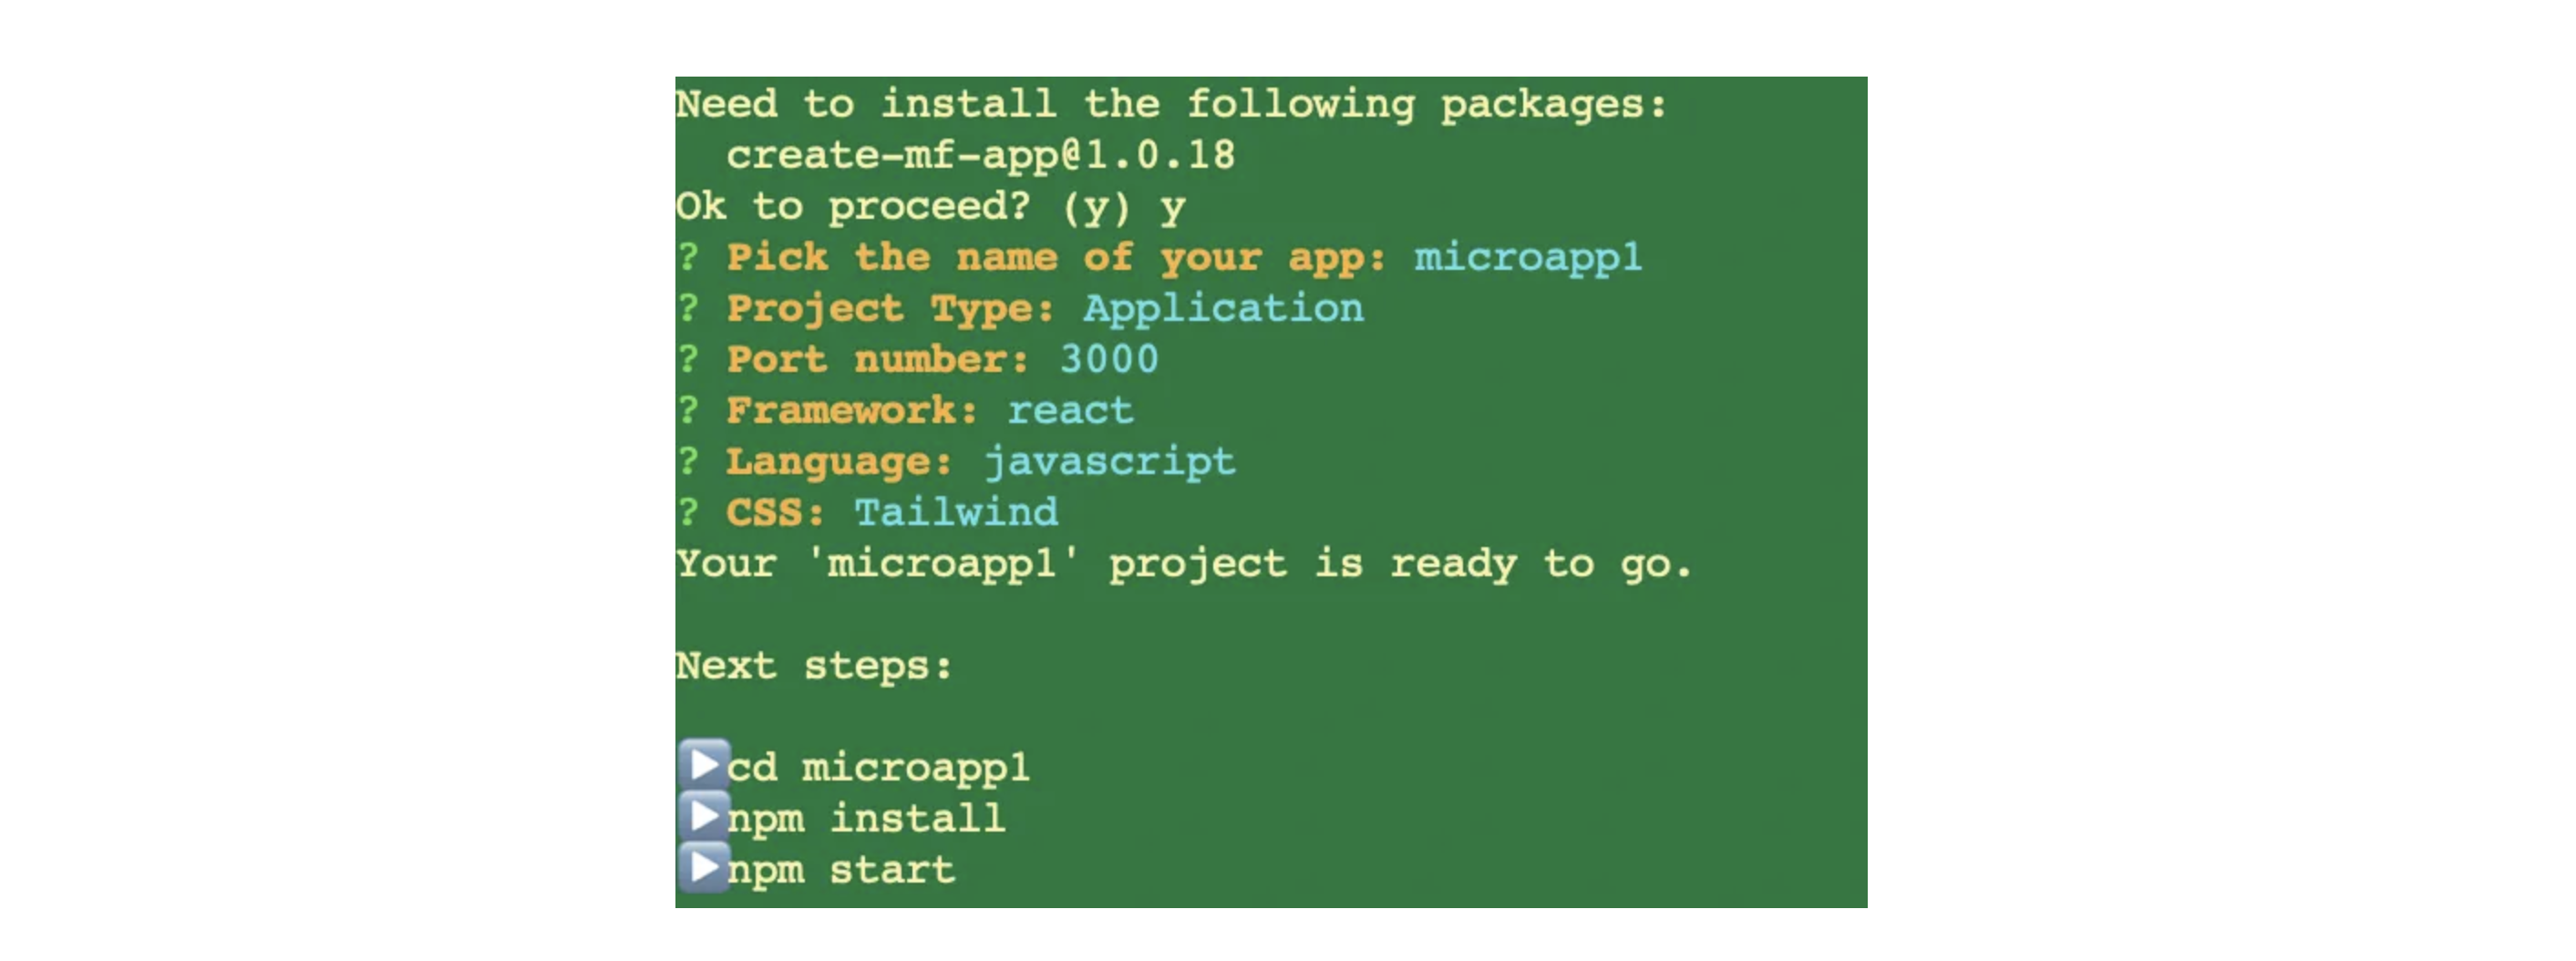 Need to install the following packages:
create-mf-app@1.0.18
Ok to proceed? (y) y
? Pick the name of your app: microapp1
? Project Type: Application
? Port number: 3000
? Framework: react
? Language: javascript
? CSS: Tailwind
Your 'microapp1' project is ready to go.
Next steps:
▶️cd microapp1
▶️npm install
▶️npm start